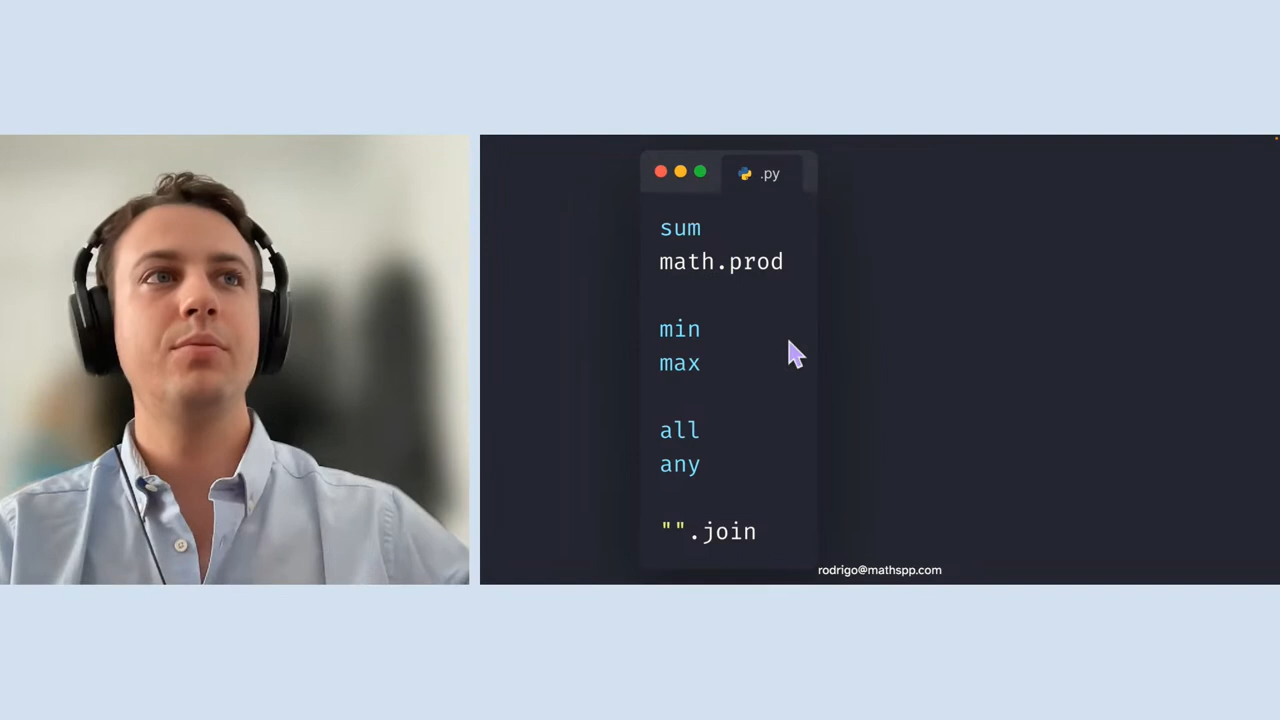 .py
sum
math.prod
min
max
all
any
"".join
rodrigo@mathspp.com